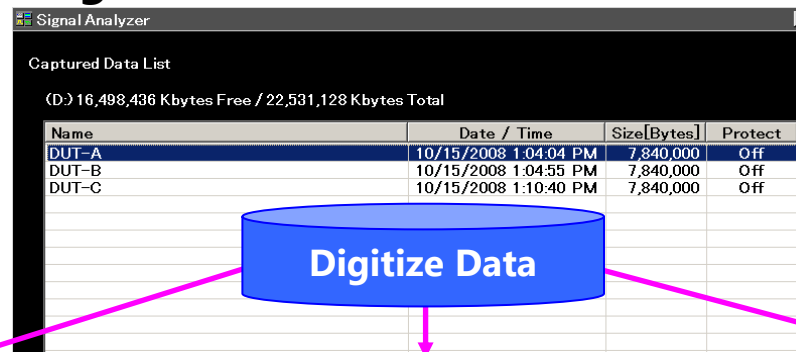 Signal Analyzer
Captured Data List
(D:) 16,498,436 Kbytes Free / 22,531,128 Kbytes Total
Name Date / Time Size[Bytes] Protect
DUT-A 10/15/2008 1:04:04 PM 7,840,000 Off
DUT-B 10/15/2008 1:04:55 PM 7,840,000 Off
DUT-C 10/15/2008 1:10:40 PM 7,840,000 Off
Digitize Data